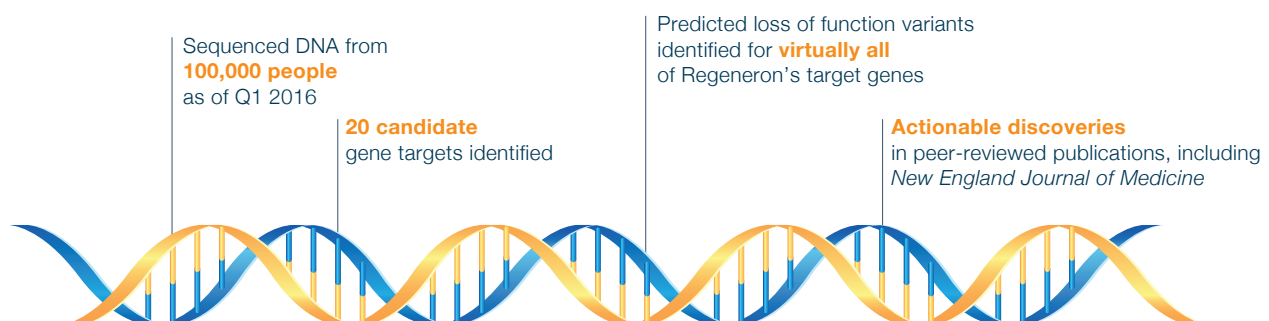 Sequenced DNA from
100,000 people
as of Q1 2016
20 candidate
gene targets identified
Predicted loss of function variants
identified for virtually all
of Regeneron’s target genes
Actionable discoveries
in peer-reviewed publications, including
New England Journal of Medicine